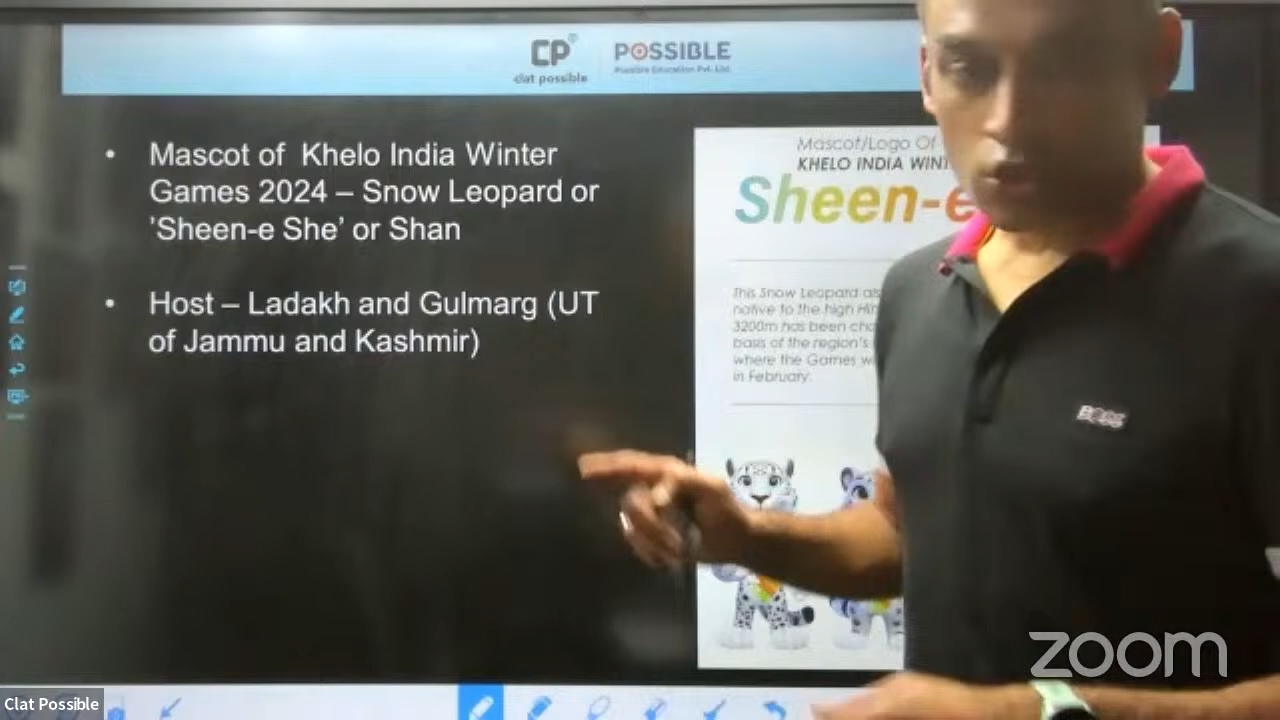 CP
clat possible
POSSIBLE
Possible Education Pvt. Ltd.
• Mascot of Khelo India Winter
Games 2024 – Snow Leopard or
’Sheen-e She’ or Shan
• Host – Ladakh and Gulmarg (UT
of Jammu and Kashmir)
Mascot/Logo Of
KHELO INDIA WINT
Sheen-e
This Snow Leopard als
native to the high Him
3200m has been cho
basis of the region's
where the Games w
in February.
BOSS
zoom
Clat Possible